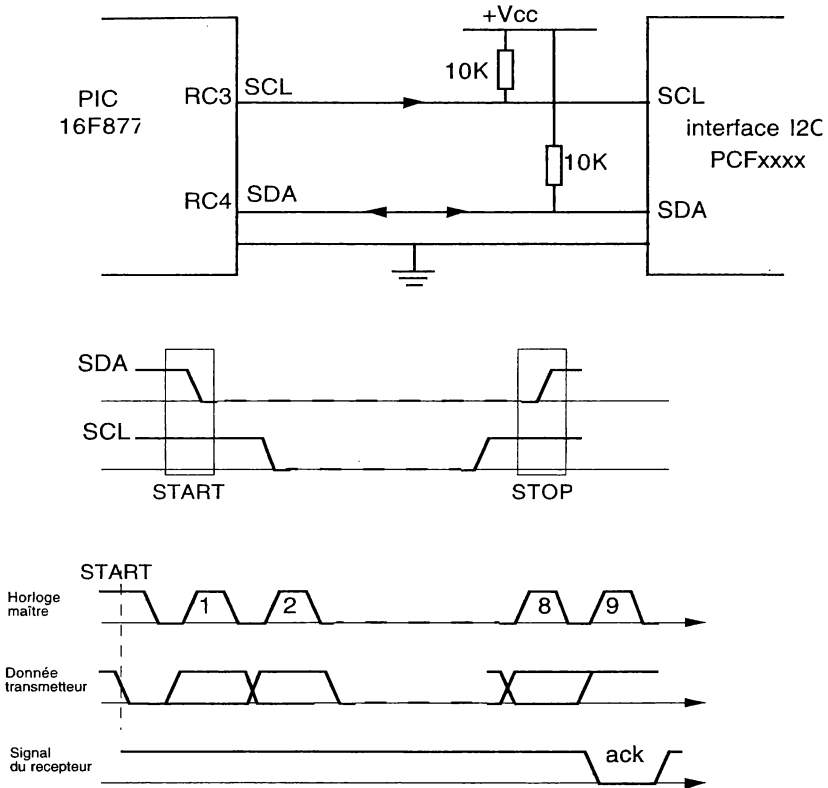 +Vcc
10K
PIC
16F877
RC3
SCL
SCL
interface I2C
PCFxxxx
10K
RC4
SDA
SDA
SDA
SCL
START
STOP
START
Horloge
maître
1
2
8
9
Donnée
transmetteur
Signal
du recepteur
ack